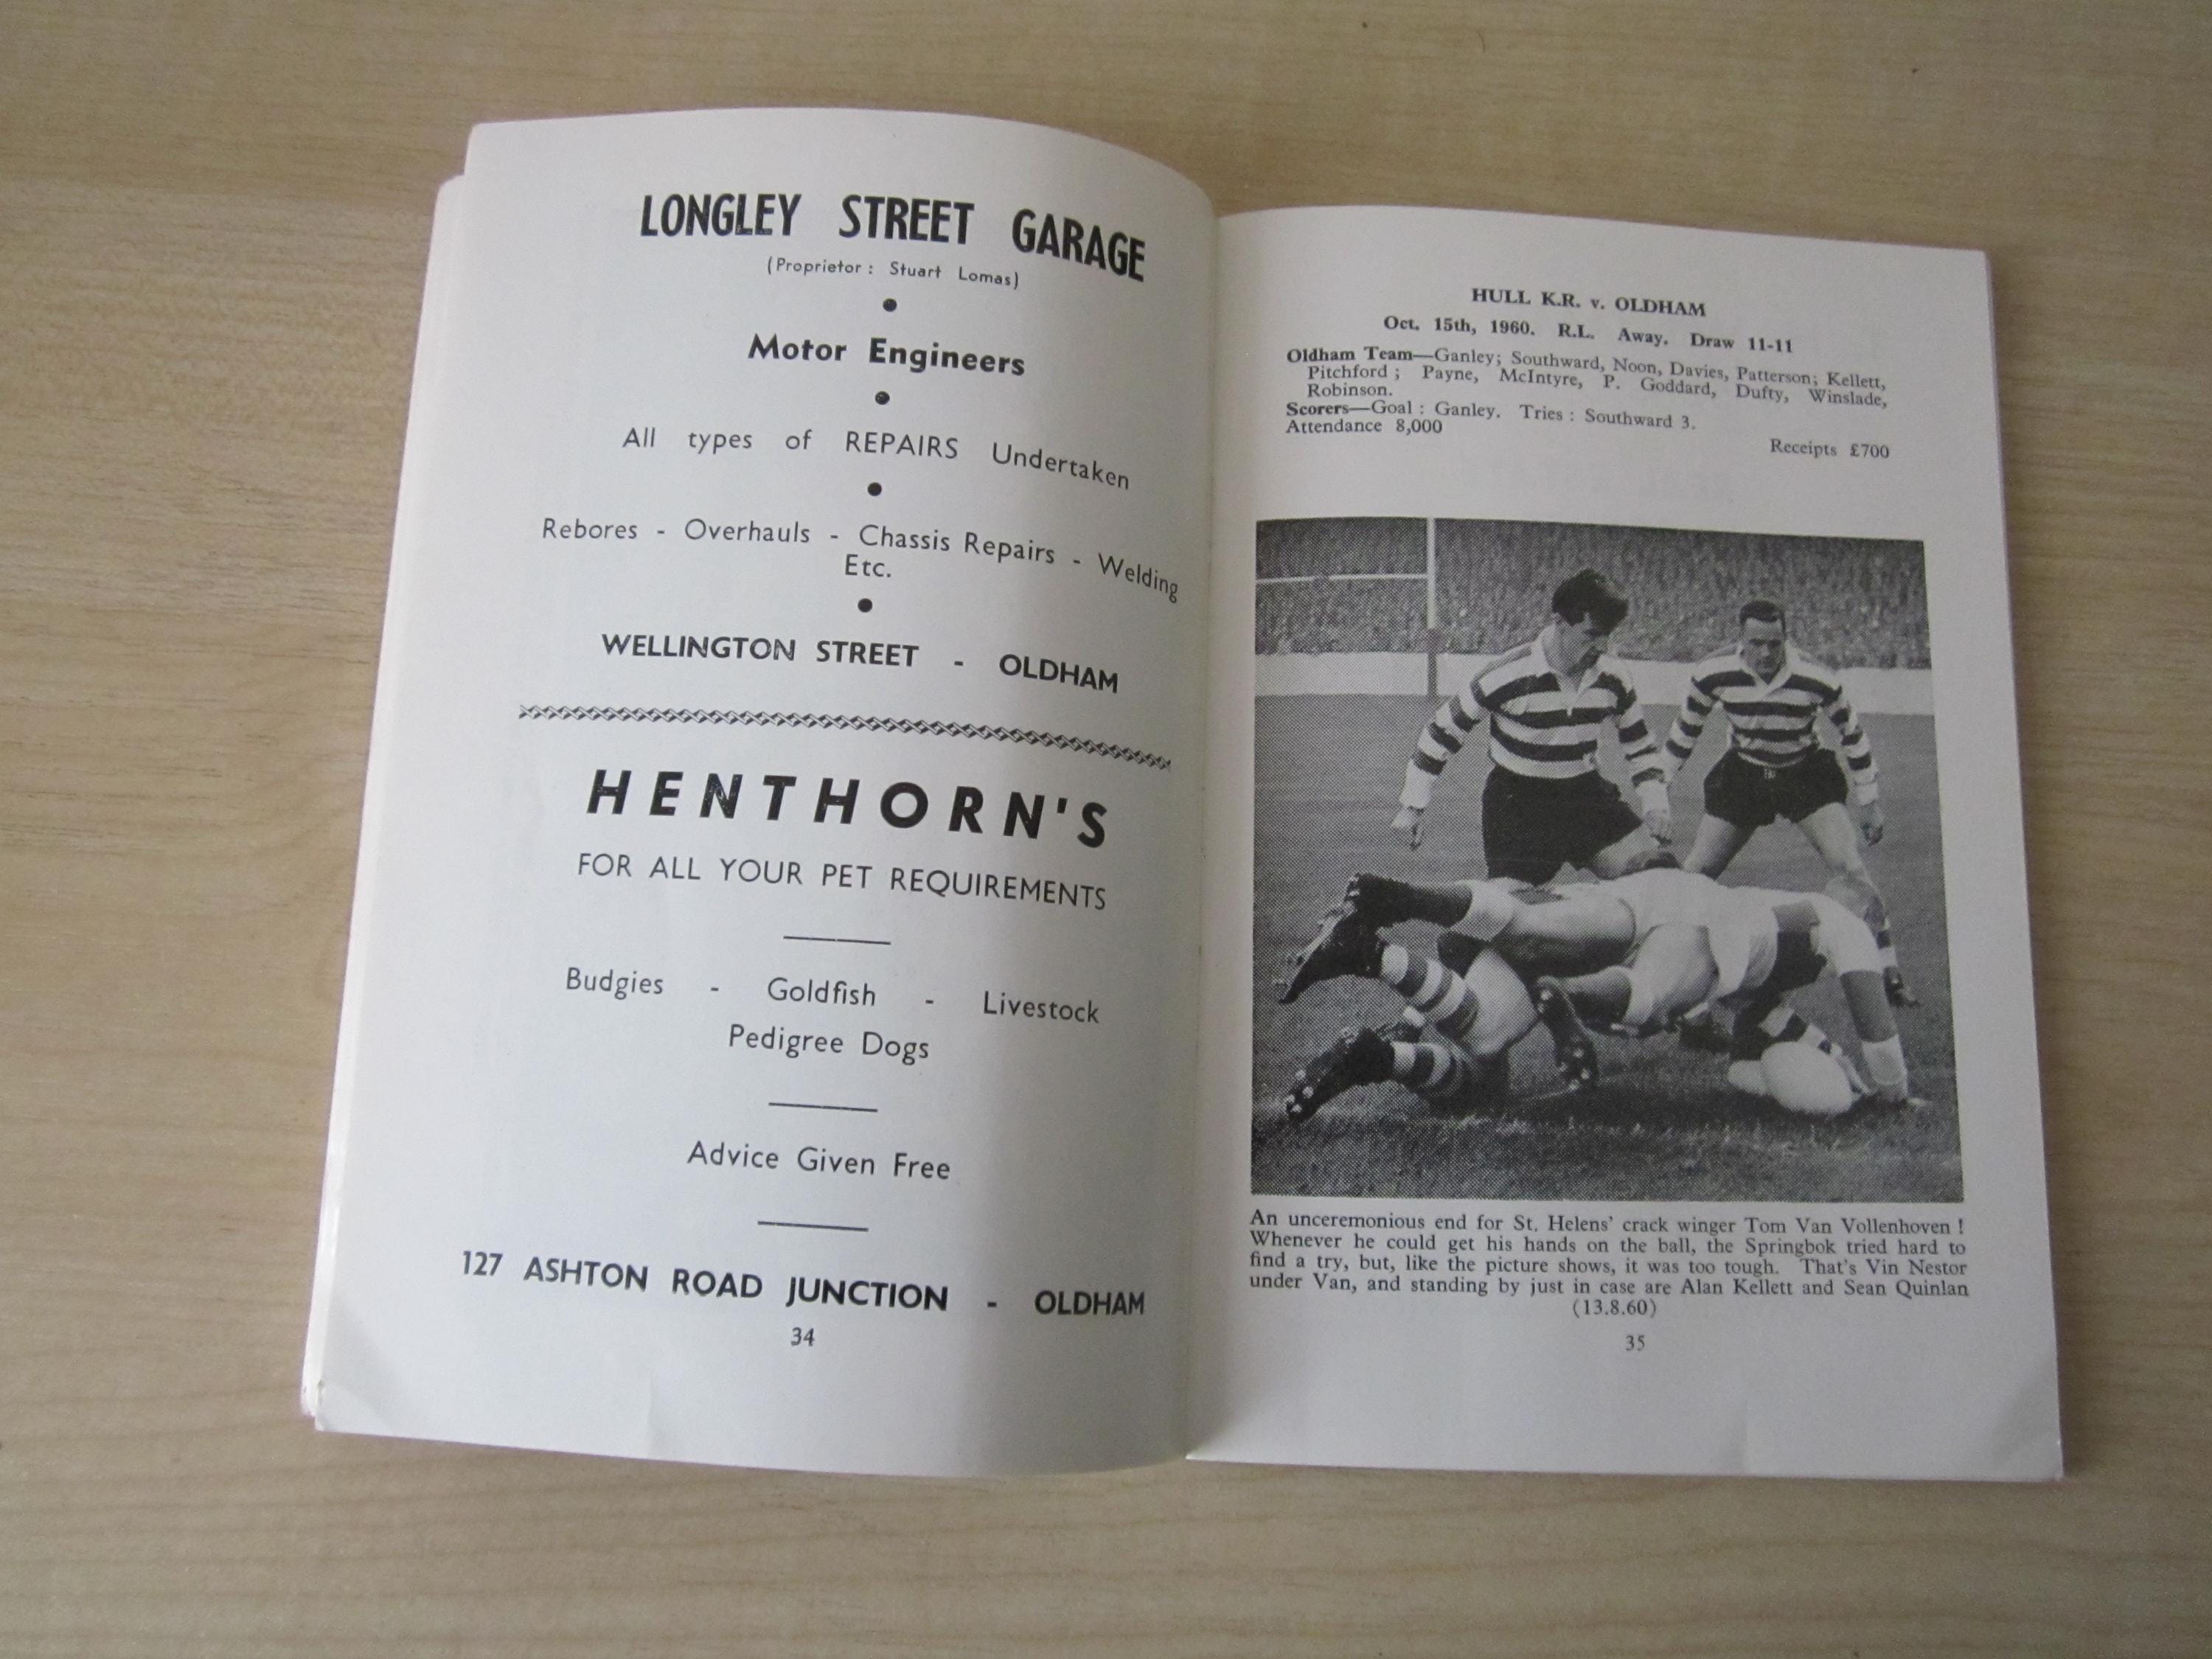 LONGLEY STREET GARAGE
(Proprietor : Stuart Lomas)
Motor Engineers
All types of REPAIRS Undertaken
Rebores - Overhauls - Chassis Repairs - Welding
Etc.
WELLINGTON STREET - OLDHAM
HENTHORN'S
FOR ALL YOUR PET REQUIREMENTS
Budgies - Goldfish - Livestock
Pedigree Dogs
Advice Given Free
127 ASHTON ROAD JUNCTION - OLDHAM
34
HULL K.R. v. OLDHAM
Oct. 15th, 1960. R.L. Away. Draw 11-11
Oldham Team—Ganley; Southward, Noon, Davies, Patterson; Kellett,
Pitchford ; Payne, McIntyre, P. Goddard, Dufty, Winslade,
Robinson.
Scorers—Goal : Ganley. Tries : Southward 3.
Attendance 8,000
Receipts £700
An unceremonious end for St. Helens' crack winger Tom Van Vollenhoven !
Whenever he could get his hands on the ball, the Springbok tried hard to
find a try, but, like the picture shows, it was too tough. That's Vin Nestor
under Van, and standing by just in case are Alan Kellett and Sean Quinlan
(13.8.60)
35